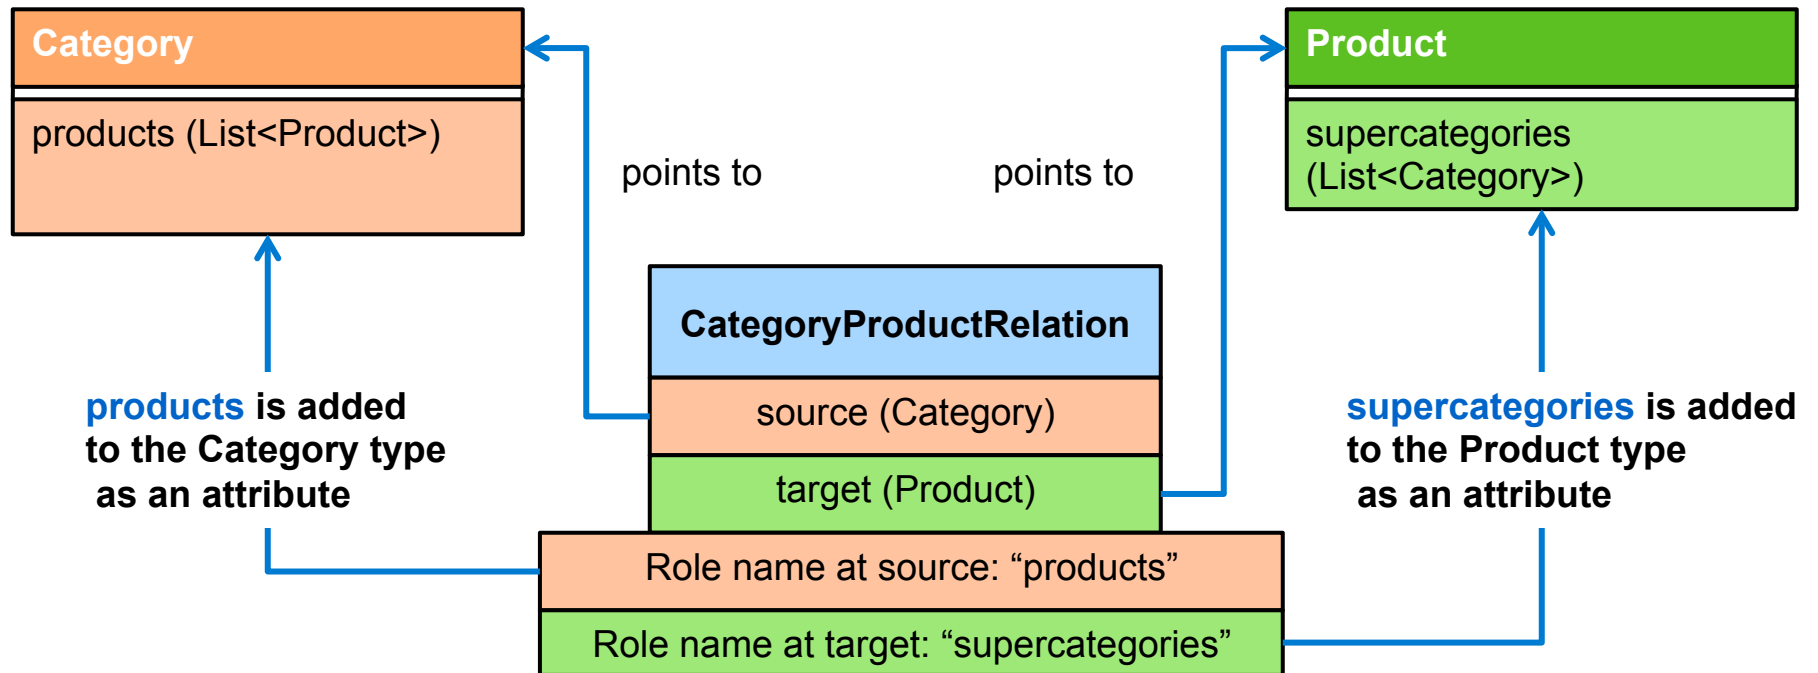 Category
products (List<Product>)
Product
supercategories
(List<Category>)
points to
points to
CategoryProductRelation
source (Category)
target (Product)
Role name at source: “products”
Role name at target: “supercategories”
products is added
to the Category type
as an attribute
supercategories is added
to the Product type
as an attribute